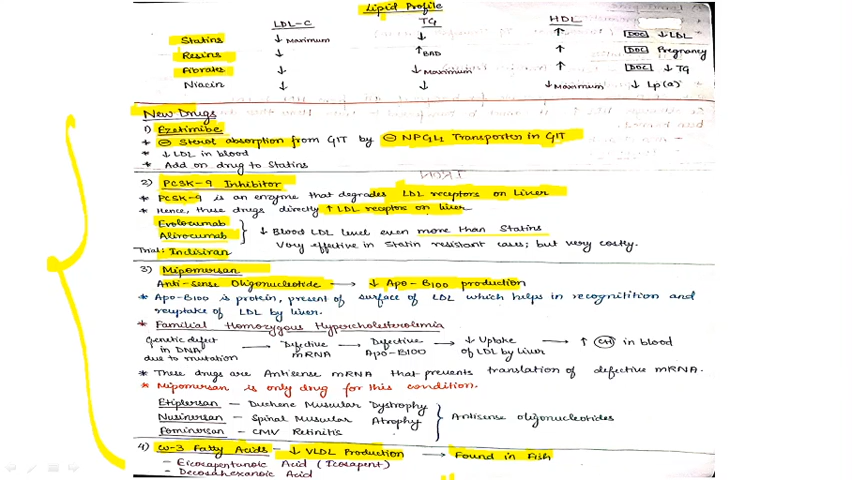 Lipid Profile
LDL-C TG HDL
Statins ↓ Maximum ↓ ↑ DOC ↓ LDL
Resins ↓ ↑ BAD ↑ DOC Pregnancy
Fibrates ↓ ↓ Maximum ↑ DOC ↓ TG
Niacin ↓ ↓ ↓ Maximum ↓ Lp(a)
New Drugs
1) Ezetimibe
* ⊖ Sterol absorption from GIT by ⊖ NPC1L1 Transporter in GIT
* ↓ LDL in blood
* Add on drug to Statins
2) PCSK-9 Inhibitor
* PCSK-9 is an enzyme that degrades LDL receptors on Liver
* Hence, these drugs directly ↑ LDL receptors on liver
Evolocumab
Alirocumab } ↓ Blood LDL level even more than Statins
Very effective in Statin resistant cases; but very costly.
Trial: Inclisiran
3) Mipomersan
Anti-Sense Oligonucleotide → ↓ Apo-B100 production
* Apo-B100 is protein, present of surface of LDL which helps in recognitition and
reuptake of LDL by liver.
* Familial Homozygous Hypercholesterolemia
Genetic defect in DNA due to mutation → Defective mRNA → Defective APO-B100 → ↓ Uptake of LDL by Liver → ↑ CH in blood
* These drugs are Antisense mRNA that prevents translation of defective mRNA.
* Mipomersan is only drug for this condition.
Etiplersan - Duchene Muscular Dystrophy
Nusinersan - Spinal Muscular Atrophy } Antisense oligonucleotides
Fominersan - CMV Retinitis
4) ω-3 Fatty Acids - ↓ VLDL Production → Found in Fish
- Eicosapentanoic Acid (Icosapent)
- Decosahexanoic Acid